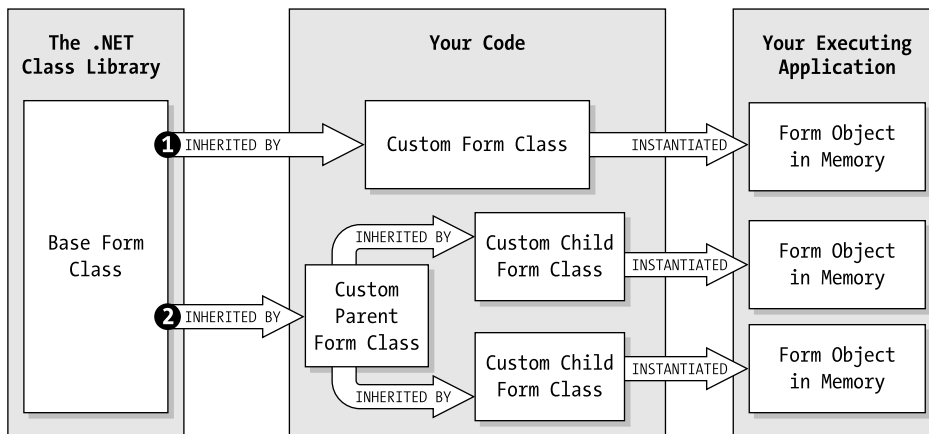 The .NET
Class Library
Your Code
Your Executing
Application
Base Form
Class
1
INHERITED BY
Custom Form Class
INSTANTIATED
Form Object
in Memory
2
INHERITED BY
Custom
Parent
Form Class
INHERITED BY
Custom Child
Form Class
INSTANTIATED
Form Object
in Memory
INHERITED BY
Custom Child
Form Class
INSTANTIATED
Form Object
in Memory